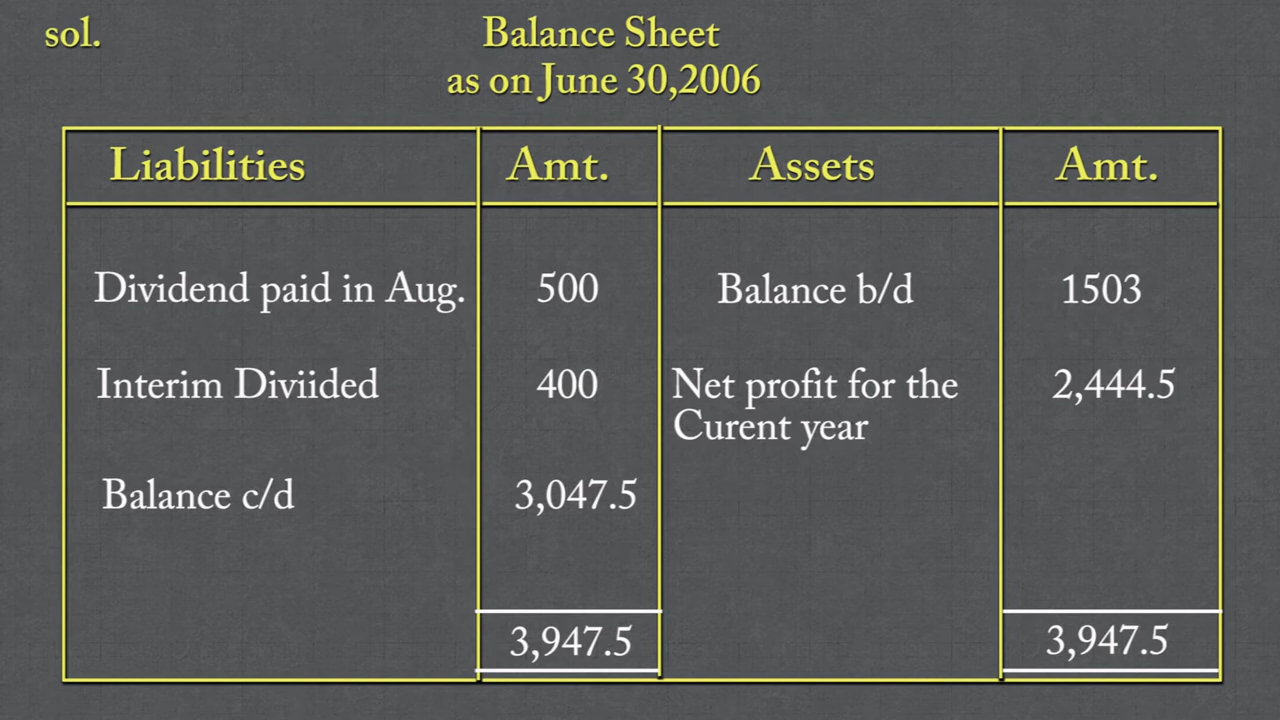 sol.
Balance Sheet
as on June 30,2006
Liabilities Amt. Assets Amt.
Dividend paid in Aug. 500 Balance b/d 1503
Interim Diviided 400 Net profit for the 2,444.5
Curent year
Balance c/d 3,047.5
3,947.5 3,947.5